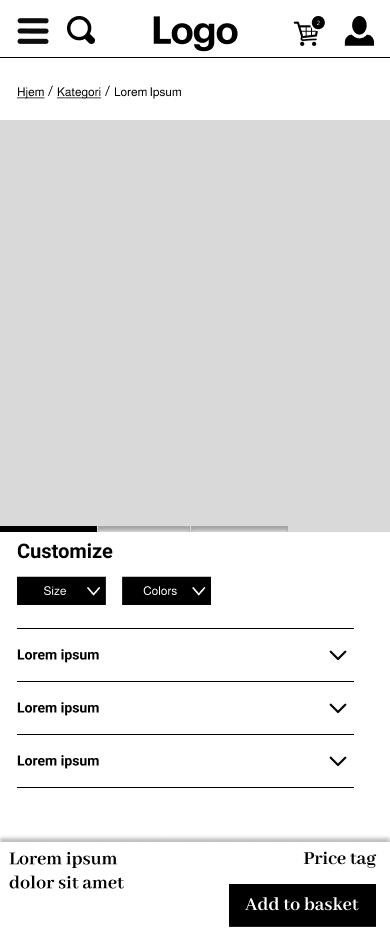 Logo
2
Hjem / Kategori / Lorem Ipsum
Customize
Size
Colors
Lorem ipsum
Lorem ipsum
Lorem ipsum
Lorem ipsum
dolor sit amet
Price tag
Add to basket